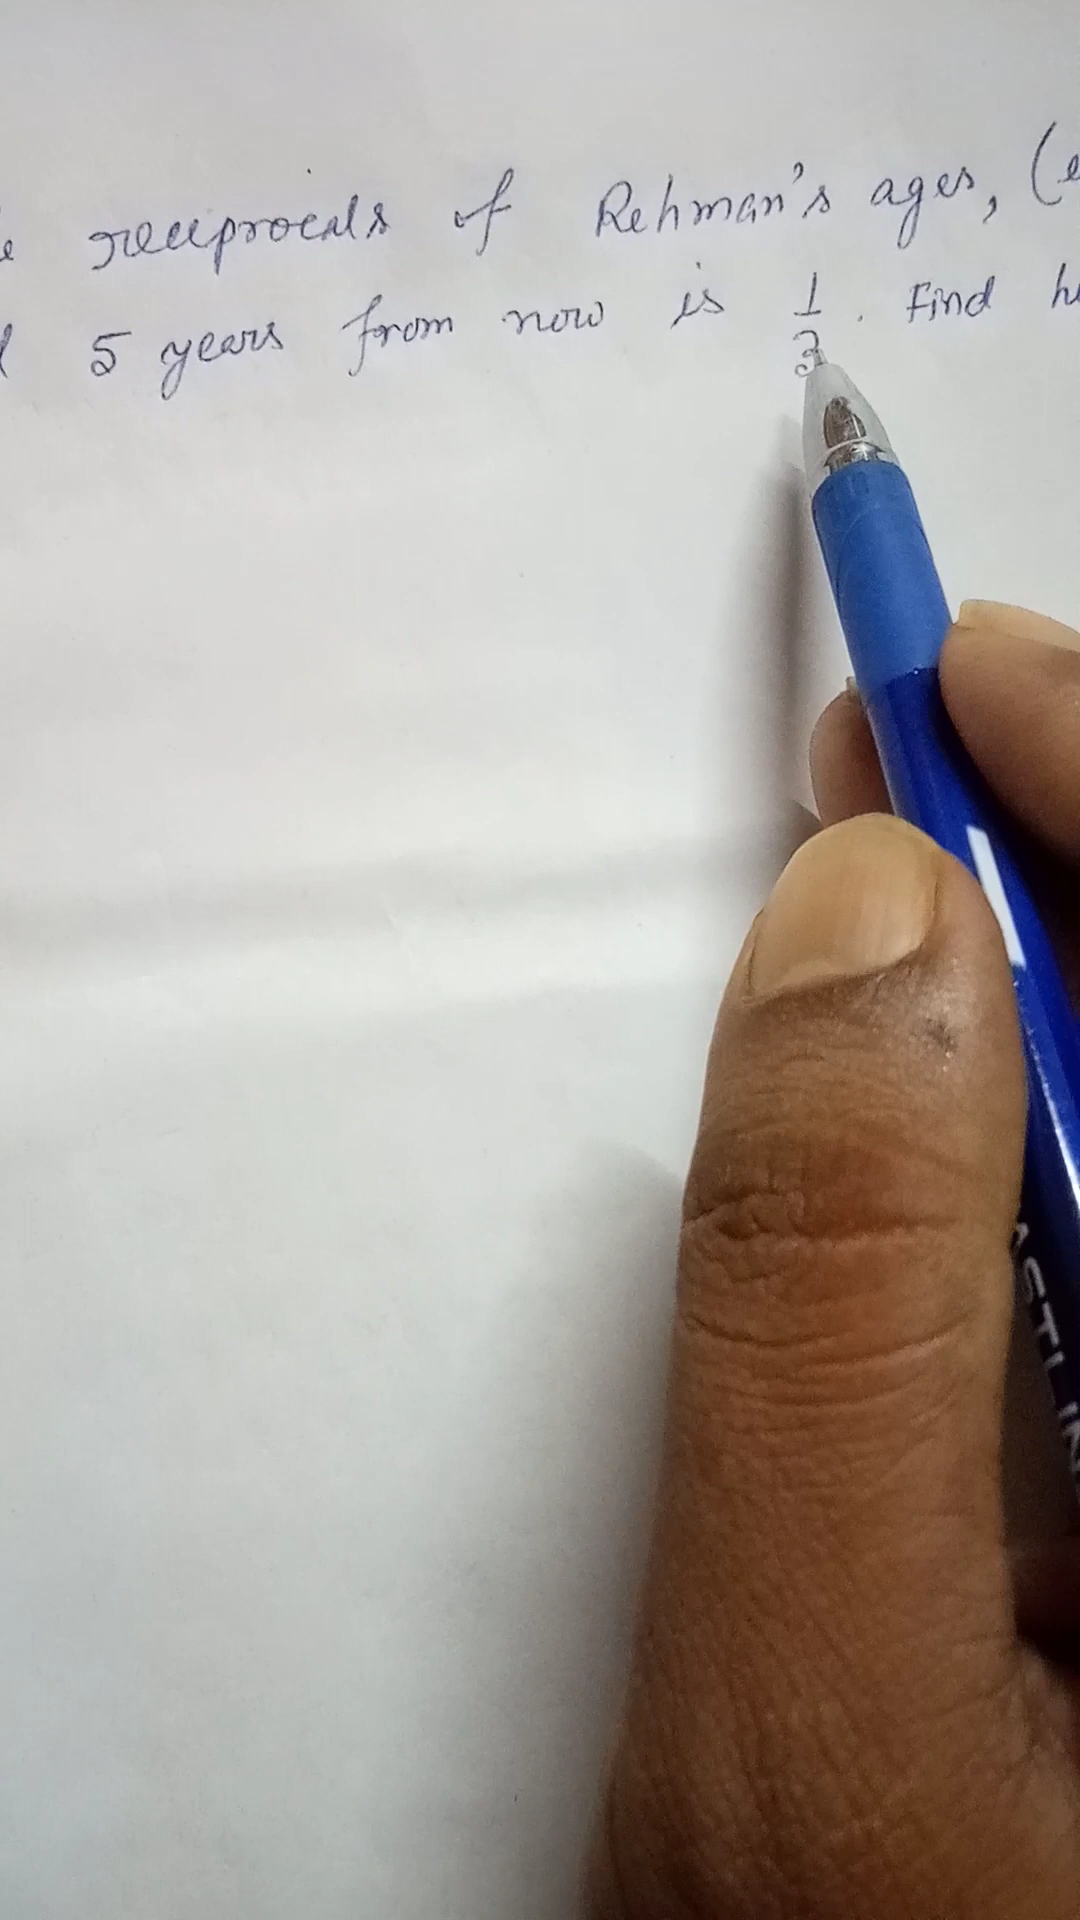 reciprocals of Rehman's ages, (
5 years from now is 1/3. Find